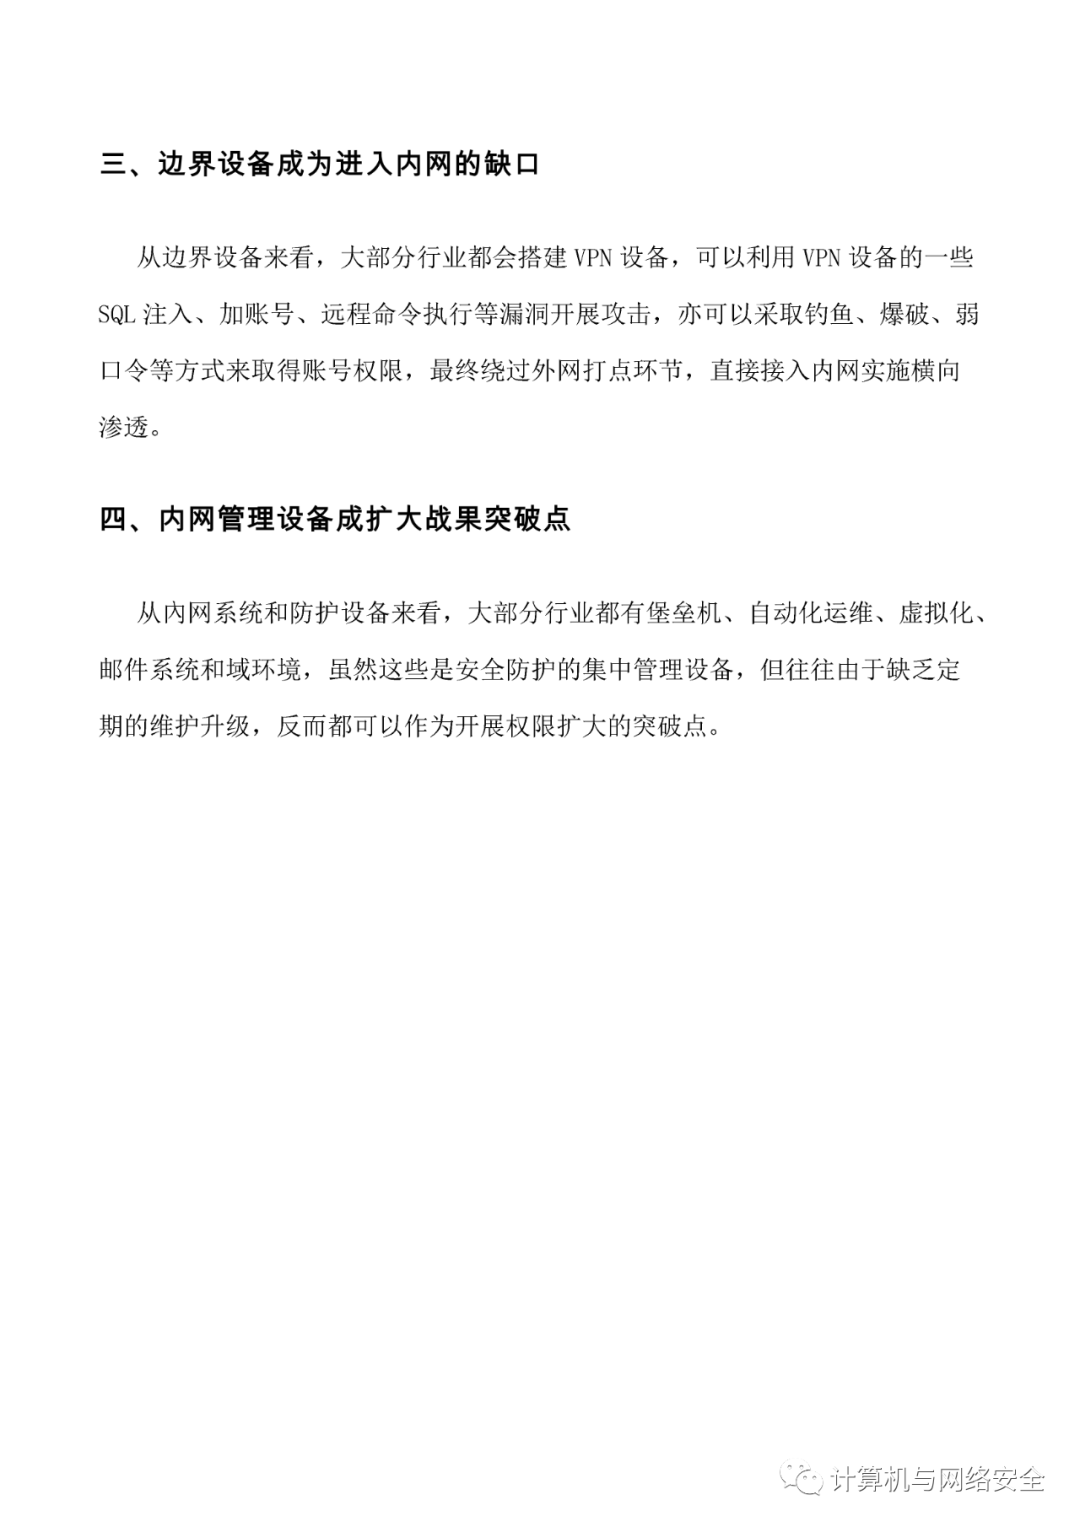 三、边界设备成为进入内网的缺口
从边界设备来看，大部分行业都会搭建 VPN 设备，可以利用 VPN 设备的一些
SQL 注入、加账号、远程命令执行等漏洞开展攻击，亦可以采取钓鱼、爆破、弱
口令等方式来取得账号权限，最终绕过外网打点环节，直接接入内网实施横向
渗透。
四、内网管理设备成扩大战果突破点
从内网系统和防护设备来看，大部分行业都有堡垒机、自动化运维、虚拟化、
邮件系统和域环境，虽然这些是安全防护的集中管理设备，但往往由于缺乏定
期的维护升级，反而都可以作为开展权限扩大的突破点。
计算机与网络安全